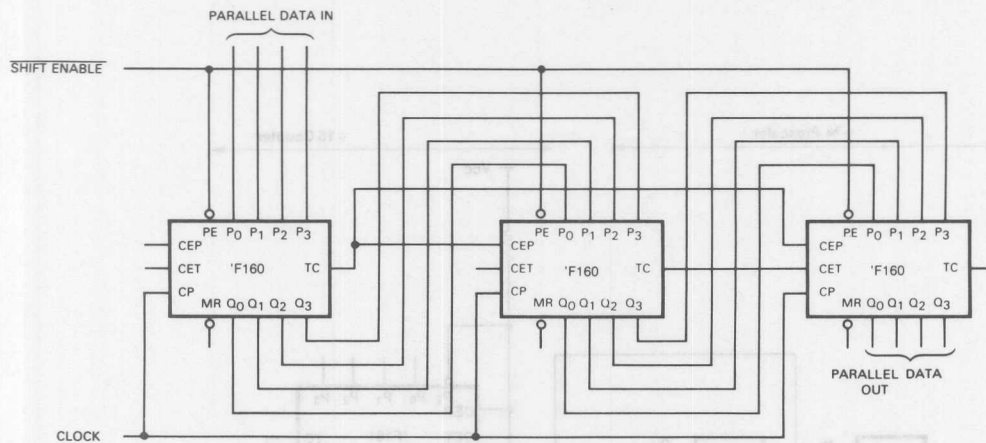 PARALLEL DATA IN
SHIFT ENABLE
PE P0 P1 P2 P3
CEP
CET 'F160 TC
CP
MR Q0 Q1 Q2 Q3
PE P0 P1 P2 P3
CEP
CET 'F160 TC
CP
MR Q0 Q1 Q2 Q3
PE P0 P1 P2 P3
CEP
CET 'F160 TC
CP
MR Q0 Q1 Q2 Q3
PARALLEL DATA
OUT
CLOCK